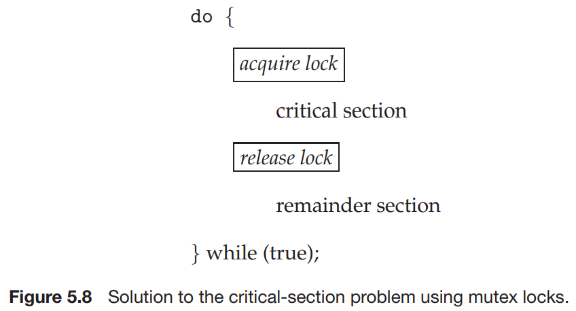 do {
acquire lock
critical section
release lock
remainder section
} while (true);
Figure 5.8 Solution to the critical-section problem using mutex locks.